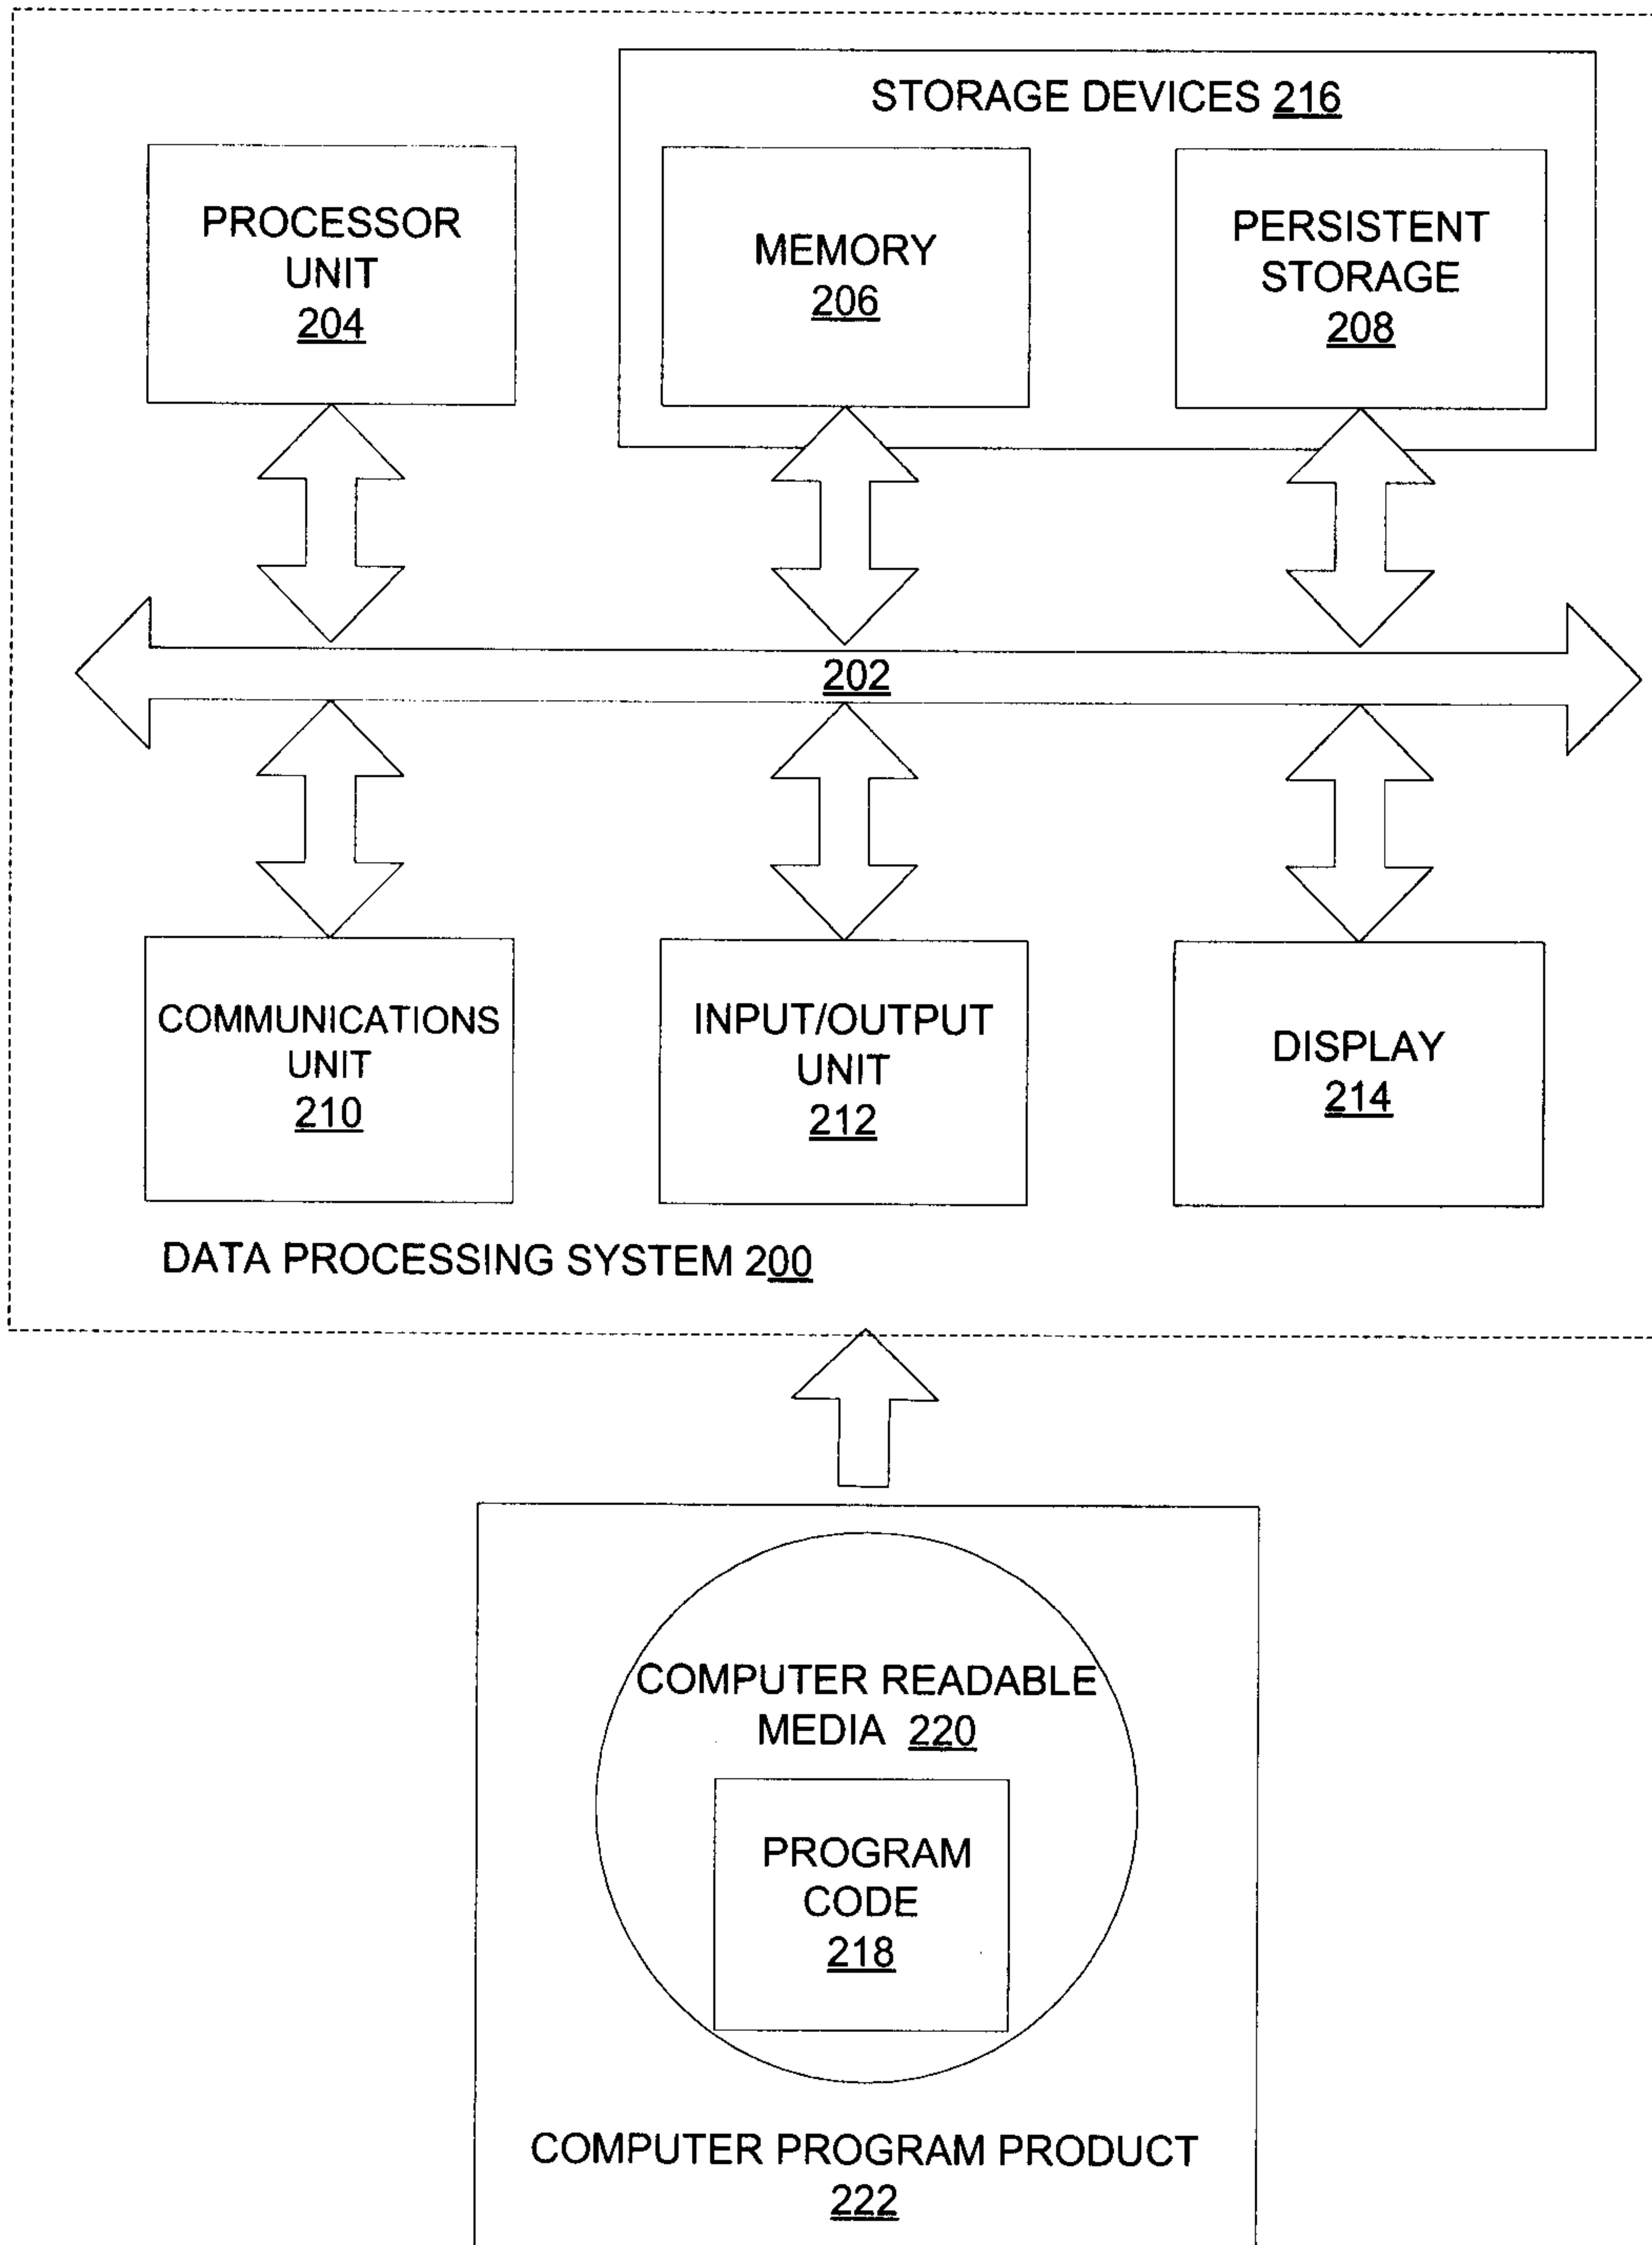 STORAGE DEVICES 216
PROCESSOR
UNIT
204
MEMORY
206
PERSISTENT
STORAGE
208
202
COMMUNICATIONS
UNIT
210
INPUT/OUTPUT
UNIT
212
DISPLAY
214
DATA PROCESSING SYSTEM 200
COMPUTER READABLE
MEDIA 220
PROGRAM
CODE
218
COMPUTER PROGRAM PRODUCT
222